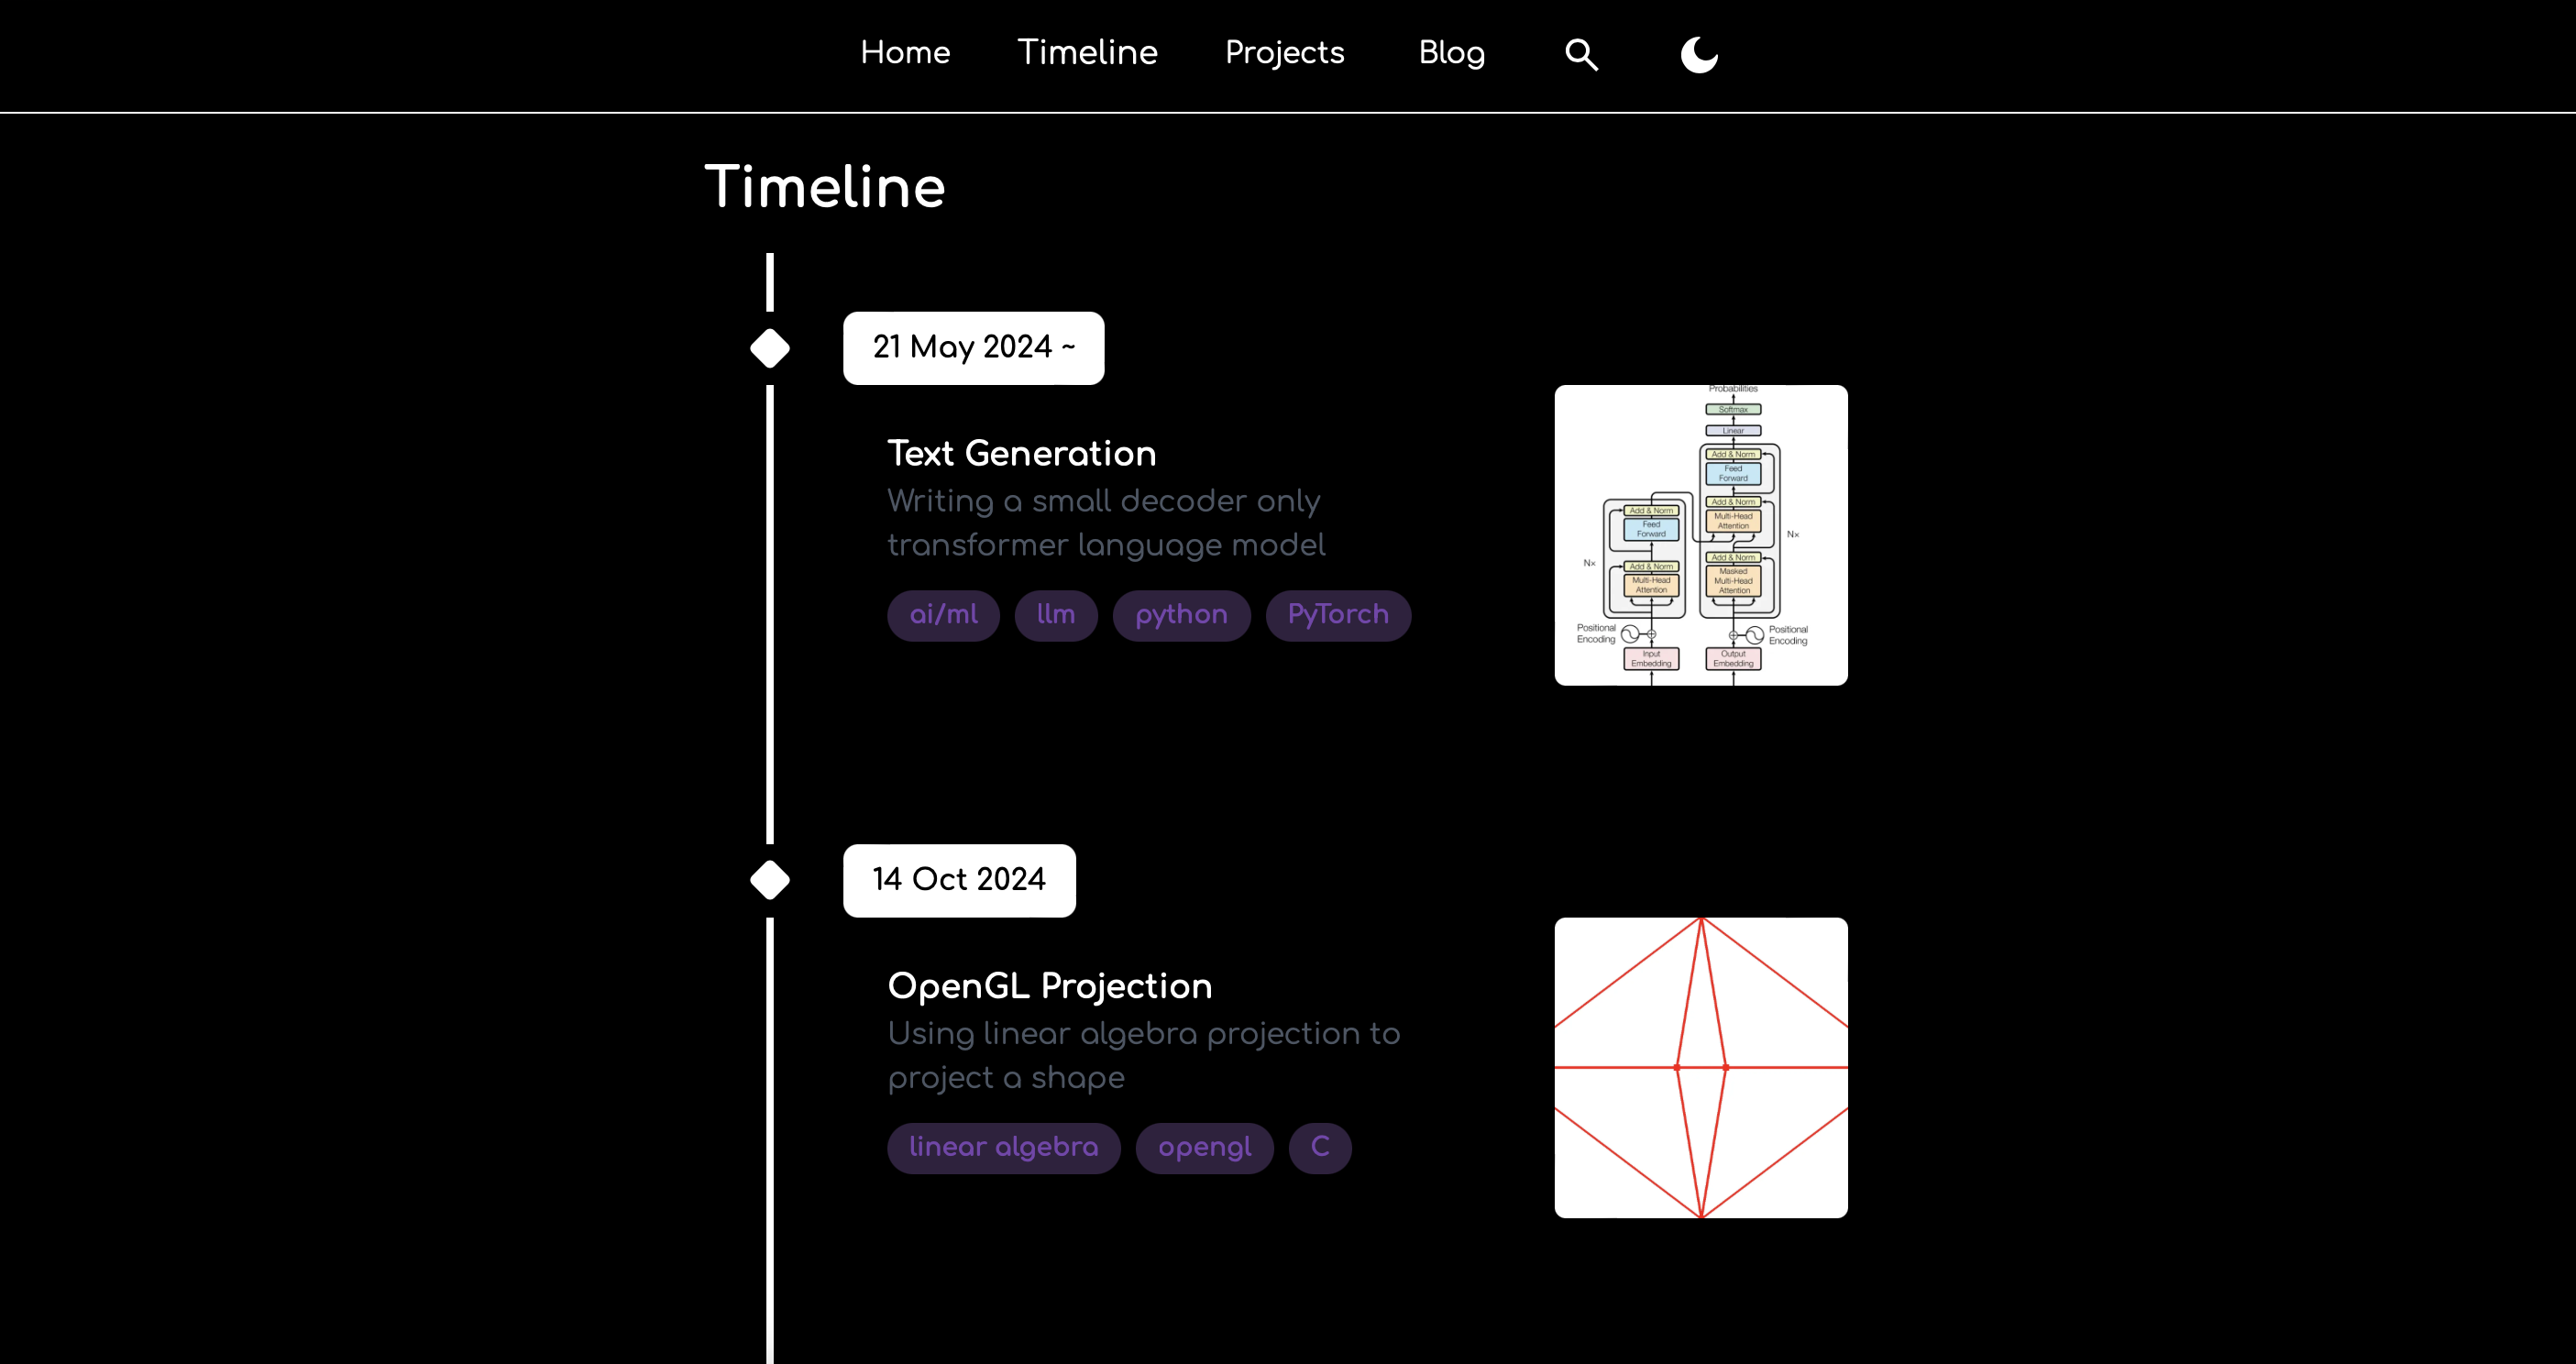 Home Timeline Projects Blog
Timeline
21 May 2024 ~
Text Generation
Writing a small decoder only
transformer language model
ai/ml llm python PyTorch
Probabilities
Softmax
Linear
Add & Norm
Feed
Forward
Add & Norm
Multi-Head
Attention
Add & Norm
Masked
Multi-Head
Attention
Nx
Add & Norm
Feed
Forward
Add & Norm
Multi-Head
Attention
Nx
Positional
Encoding
Positional
Encoding
Input
Embedding
Output
Embedding
14 Oct 2024
OpenGL Projection
Using linear algebra projection to
project a shape
linear algebra opengl C